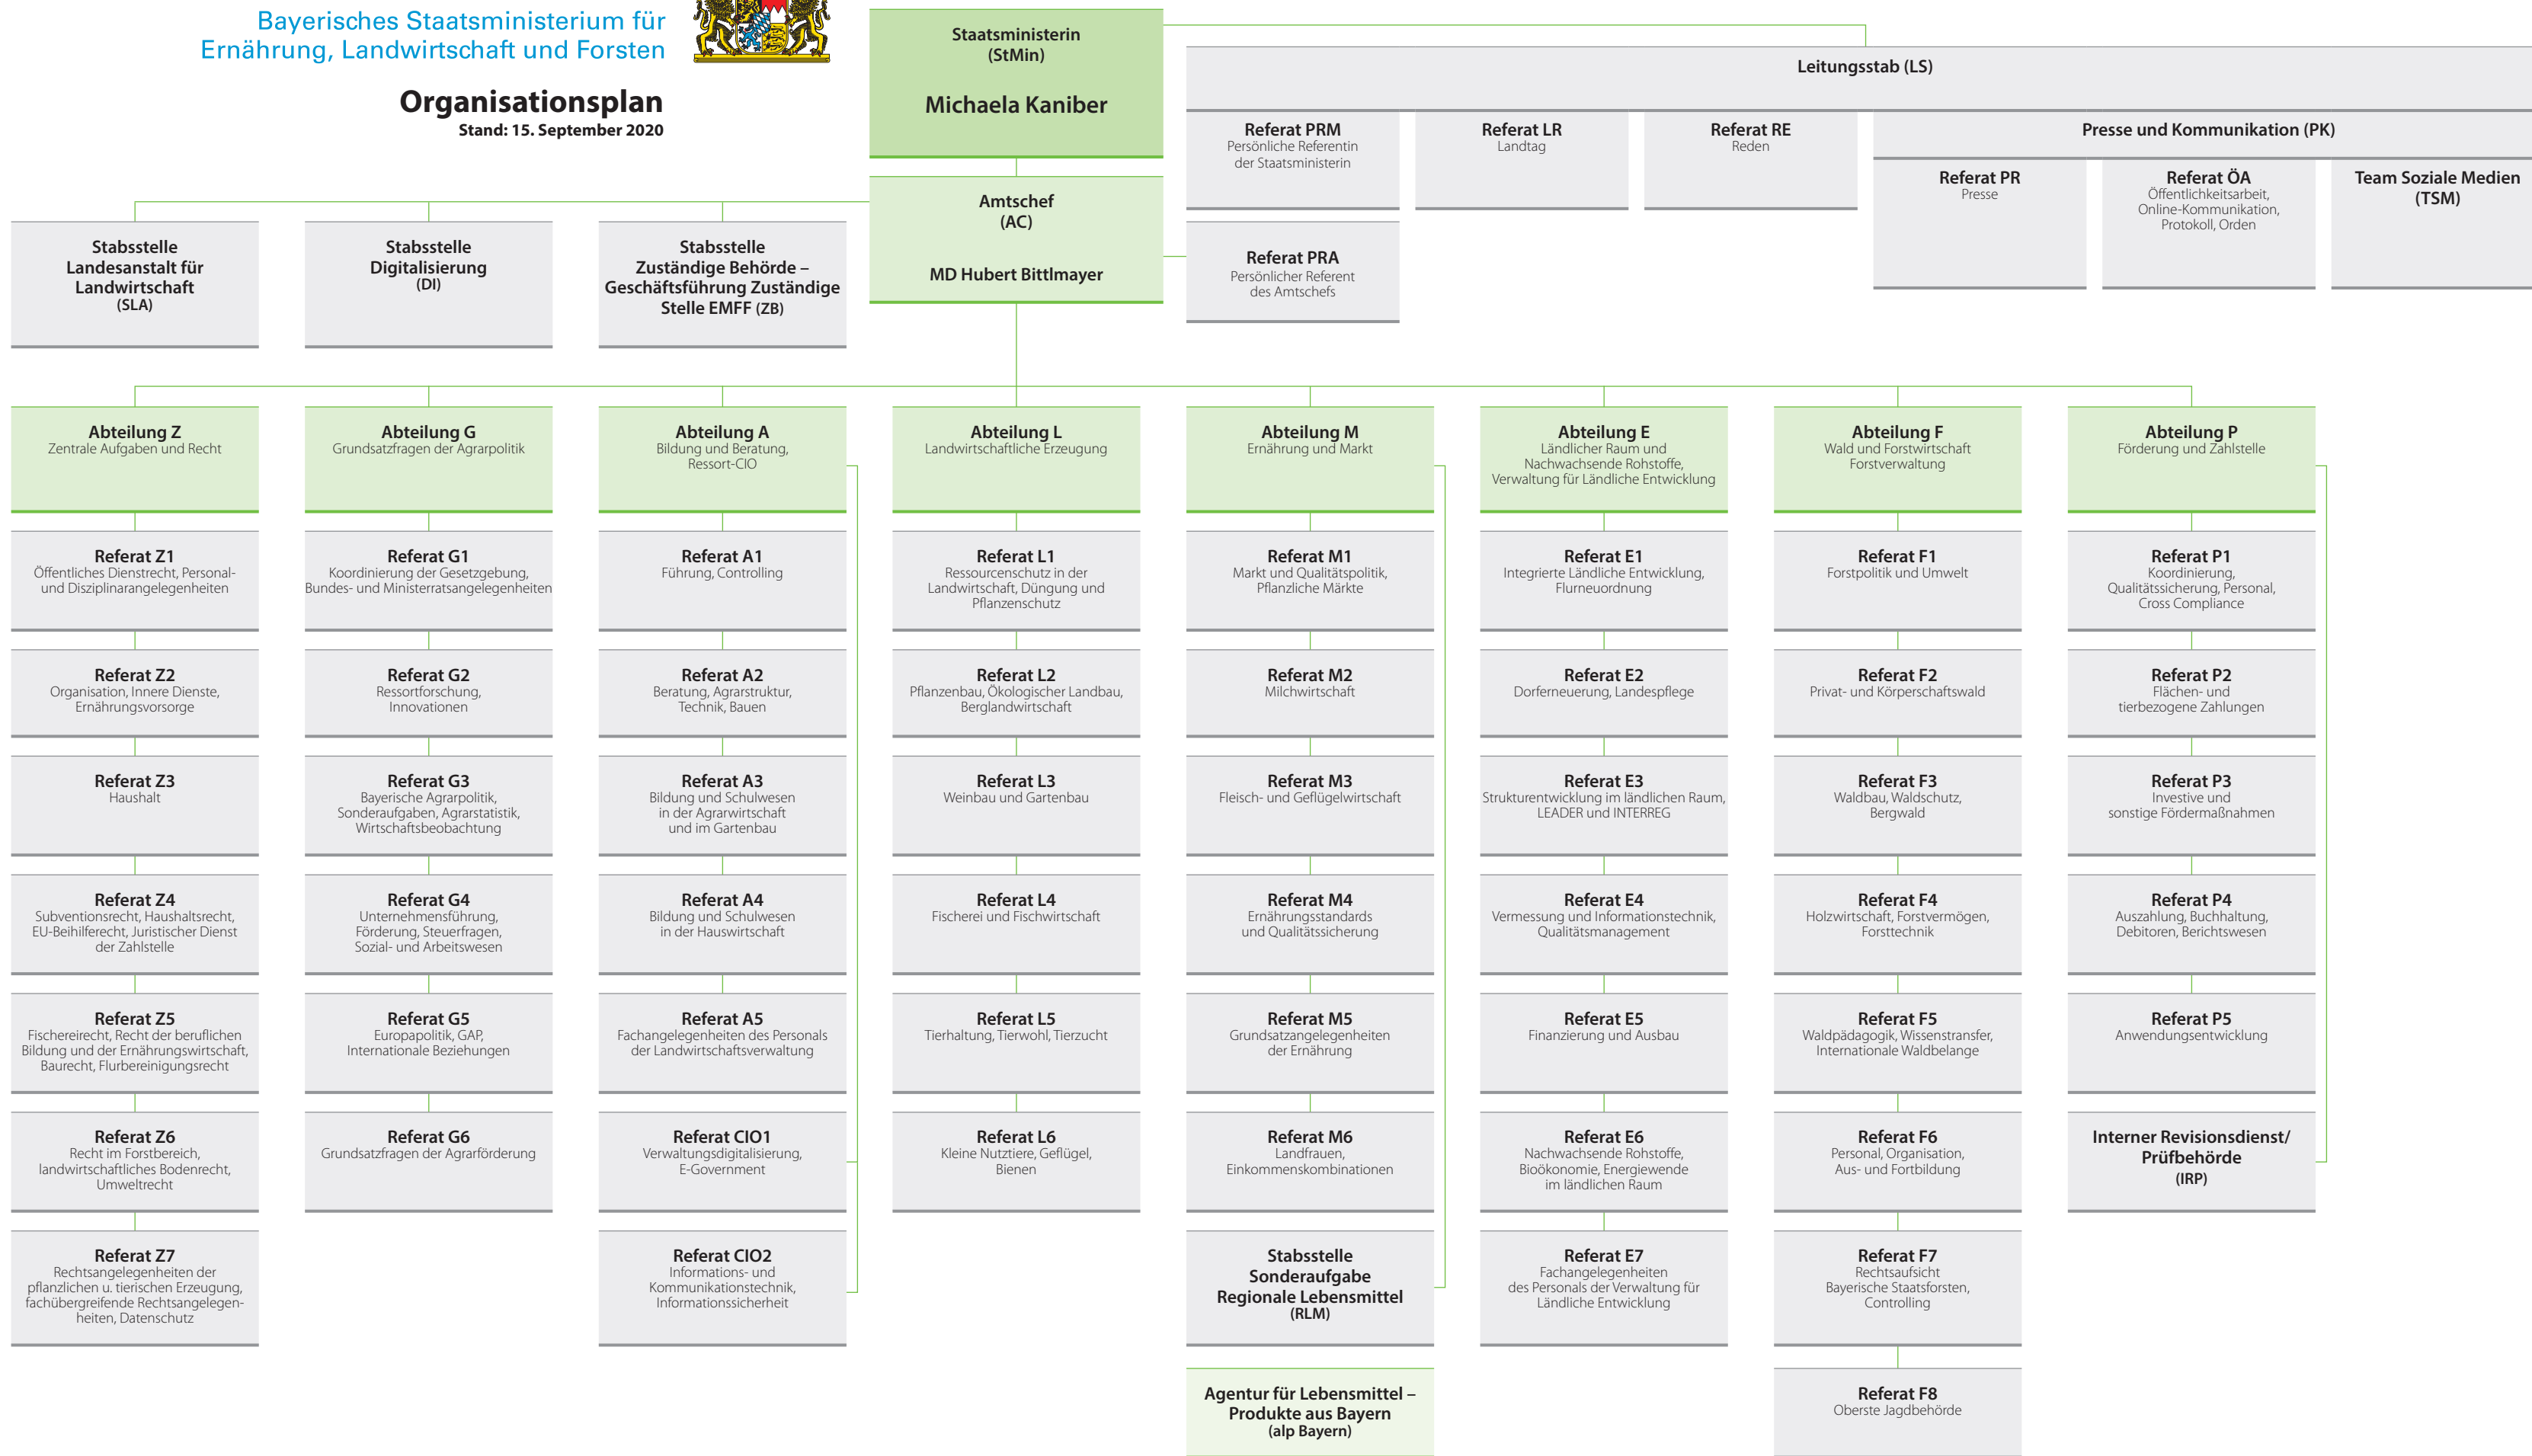 Bayerisches Staatsministerium für
Ernährung, Landwirtschaft und Forsten
Organisationsplan
Stand: 15. September 2020
Staatsministerin
(StMin)
Michaela Kaniber
Leitungsstab (LS)
Referat PRM
Persönliche Referentin
der Staatsministerin
Referat LR
Landtag
Referat RE
Reden
Presse und Kommunikation (PK)
Referat PR
Presse
Referat ÖA
Öffentlichkeitsarbeit,
Online-Kommunikation,
Protokoll, Orden
Team Soziale Medien
(TSM)
Amtschef
(AC)
MD Hubert Bittlmayer
Referat PRA
Persönlicher Referent
des Amtschefs
Stabsstelle
Landesanstalt für
Landwirtschaft
(SLA)
Stabsstelle
Digitalisierung
(DI)
Stabsstelle
Zuständige Behörde –
Geschäftsführung Zuständige
Stelle EMFF (ZB)
Abteilung Z
Zentrale Aufgaben und Recht
Referat Z1
Öffentliches Dienstrecht, Personal-
und Disziplinarangelegenheiten
Referat Z2
Organisation, Innere Dienste,
Ernährungsvorsorge
Referat Z3
Haushalt
Referat Z4
Subventionsrecht, Haushaltsrecht,
EU-Beihilferecht, Juristischer Dienst
der Zahlstelle
Referat Z5
Fischereirecht, Recht der beruflichen
Bildung und der Ernährungswirtschaft,
Baurecht, Flurbereinigungsrecht
Referat Z6
Recht im Forstbereich,
landwirtschaftliches Bodenrecht,
Umweltrecht
Referat Z7
Rechtsangelegenheiten der
pflanzlichen u. tierischen Erzeugung,
fachübergreifende Rechtsangelegen-
heiten, Datenschutz
Abteilung G
Grundsatzfragen der Agrarpolitik
Referat G1
Koordinierung der Gesetzgebung,
Bundes- und Ministerratsangelegenheiten
Referat G2
Ressortforschung,
Innovationen
Referat G3
Bayerische Agrarpolitik,
Sonderaufgaben, Agrarstatistik,
Wirtschaftsbeobachtung
Referat G4
Unternehmensführung,
Förderung, Steuerfragen,
Sozial- und Arbeitswesen
Referat G5
Europapolitik, GAP,
Internationale Beziehungen
Referat G6
Grundsatzfragen der Agrarförderung
Abteilung A
Bildung und Beratung,
Ressort-CIO
Referat A1
Führung, Controlling
Referat A2
Beratung, Agrarstruktur,
Technik, Bauen
Referat A3
Bildung und Schulwesen
in der Agrarwirtschaft
und im Gartenbau
Referat A4
Bildung und Schulwesen
in der Hauswirtschaft
Referat A5
Fachangelegenheiten des Personals
der Landwirtschaftsverwaltung
Referat CIO1
Verwaltungsdigitalisierung,
E-Government
Referat CIO2
Informations- und
Kommunikationstechnik,
Informationssicherheit
Abteilung L
Landwirtschaftliche Erzeugung
Referat L1
Ressourcenschutz in der
Landwirtschaft, Düngung und
Pflanzenschutz
Referat L2
Pflanzenbau, Ökologischer Landbau,
Berglandwirtschaft
Referat L3
Weinbau und Gartenbau
Referat L4
Fischerei und Fischwirtschaft
Referat L5
Tierhaltung, Tierwohl, Tierzucht
Referat L6
Kleine Nutztiere, Geflügel,
Bienen
Abteilung M
Ernährung und Markt
Referat M1
Markt und Qualitätspolitik,
Pflanzliche Märkte
Referat M2
Milchwirtschaft
Referat M3
Fleisch- und Geflügelwirtschaft
Referat M4
Ernährungsstandards
und Qualitätssicherung
Referat M5
Grundsatzangelegenheiten
der Ernährung
Referat M6
Landfrauen,
Einkommenskombinationen
Stabsstelle
Sonderaufgabe
Regionale Lebensmittel
(RLM)
Agentur für Lebensmittel –
Produkte aus Bayern
(alp Bayern)
Abteilung E
Ländlicher Raum und
Nachwachsende Rohstoffe,
Verwaltung für Ländliche Entwicklung
Referat E1
Integrierte Ländliche Entwicklung,
Flurneuordnung
Referat E2
Dorferneuerung, Landespflege
Referat E3
Strukturentwicklung im ländlichen Raum,
LEADER und INTERREG
Referat E4
Vermessung und Informationstechnik,
Qualitätsmanagement
Referat E5
Finanzierung und Ausbau
Referat E6
Nachwachsende Rohstoffe,
Bioökonomie, Energiewende
im ländlichen Raum
Referat E7
Fachangelegenheiten
des Personals der Verwaltung für
Ländliche Entwicklung
Abteilung F
Wald und Forstwirtschaft
Forstverwaltung
Referat F1
Forstpolitik und Umwelt
Referat F2
Privat- und Körperschaftswald
Referat F3
Waldbau, Waldschutz,
Bergwald
Referat F4
Holzwirtschaft, Forstvermögen,
Forsttechnik
Referat F5
Waldpädagogik, Wissenstransfer,
Internationale Waldbelange
Referat F6
Personal, Organisation,
Aus- und Fortbildung
Referat F7
Rechtsaufsicht
Bayerische Staatsforsten,
Controlling
Referat F8
Oberste Jagdbehörde
Abteilung P
Förderung und Zahlstelle
Referat P1
Koordinierung,
Qualitätssicherung, Personal,
Cross Compliance
Referat P2
Flächen- und
tierbezogene Zahlungen
Referat P3
Investive und
sonstige Fördermaßnahmen
Referat P4
Auszahlung, Buchhaltung,
Debitoren, Berichtswesen
Referat P5
Anwendungsentwicklung
Interner Revisionsdienst/
Prüfbehörde
(IRP)